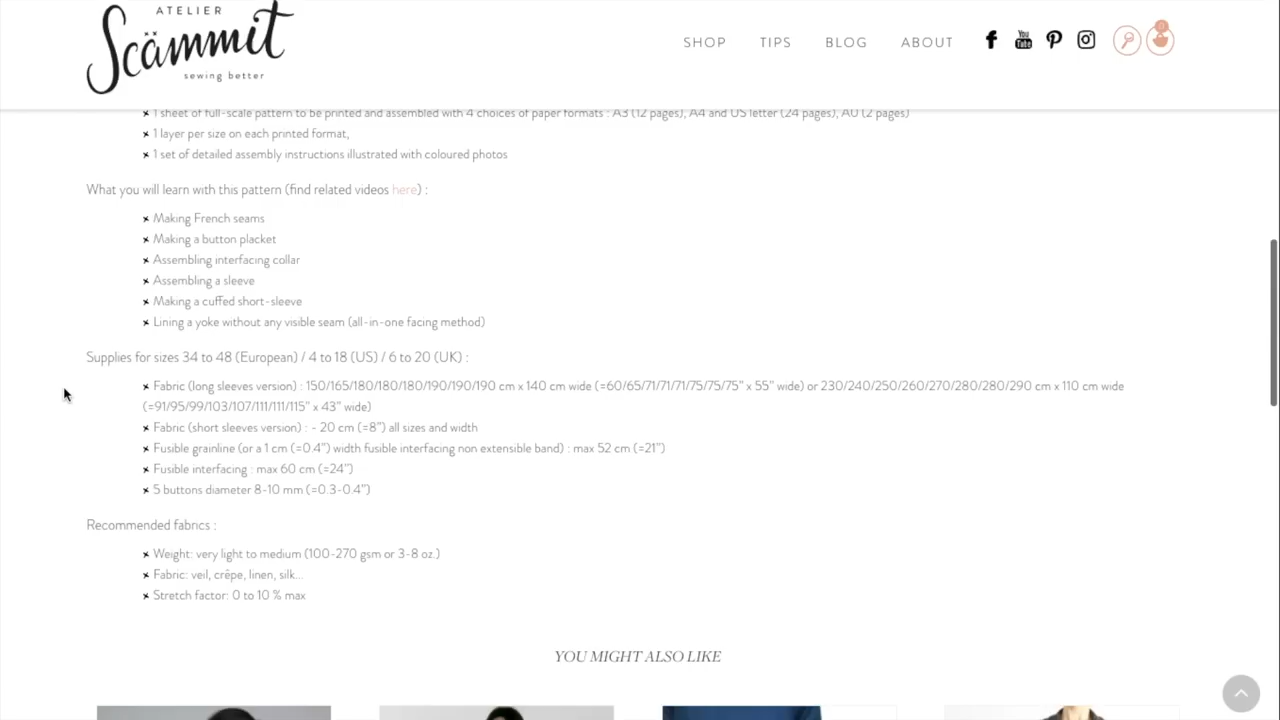 ATELIER
Scämmit
sewing better
SHOP TIPS BLOG ABOUT
You
Tube
0
× 1 sheet of full-scale pattern to be printed and assembled with 4 choices of paper formats : A3 (12 pages), A4 and US letter (24 pages), A0 (2 pages)
× 1 layer per size on each printed format,
× 1 set of detailed assembly instructions illustrated with coloured photos
What you will learn with this pattern (find related videos here) :
× Making French seams
× Making a button placket
× Assembling interfacing collar
× Assembling a sleeve
× Making a cuffed short-sleeve
× Lining a yoke without any visible seam (all-in-one facing method)
Supplies for sizes 34 to 48 (European) / 4 to 18 (US) / 6 to 20 (UK) :
× Fabric (long sleeves version) : 150/165/180/180/180/190/190/190 cm x 140 cm wide (=60/65/71/71/71/75/75/75" x 55" wide) or 230/240/250/260/270/280/280/290 cm x 110 cm wide
(=91/95/99/103/107/111/111/115" x 43" wide)
× Fabric (short sleeves version) : - 20 cm (=8") all sizes and width
× Fusible grainline (or a 1 cm (=0.4") width fusible interfacing non extensible band) : max 52 cm (=21")
× Fusible interfacing : max 60 cm (=24")
× 5 buttons diameter 8-10 mm (=0.3-0.4")
Recommended fabrics :
× Weight: very light to medium (100-270 gsm or 3-8 oz.)
× Fabric: veil, crêpe, linen, silk...
× Stretch factor: 0 to 10 % max
YOU MIGHT ALSO LIKE